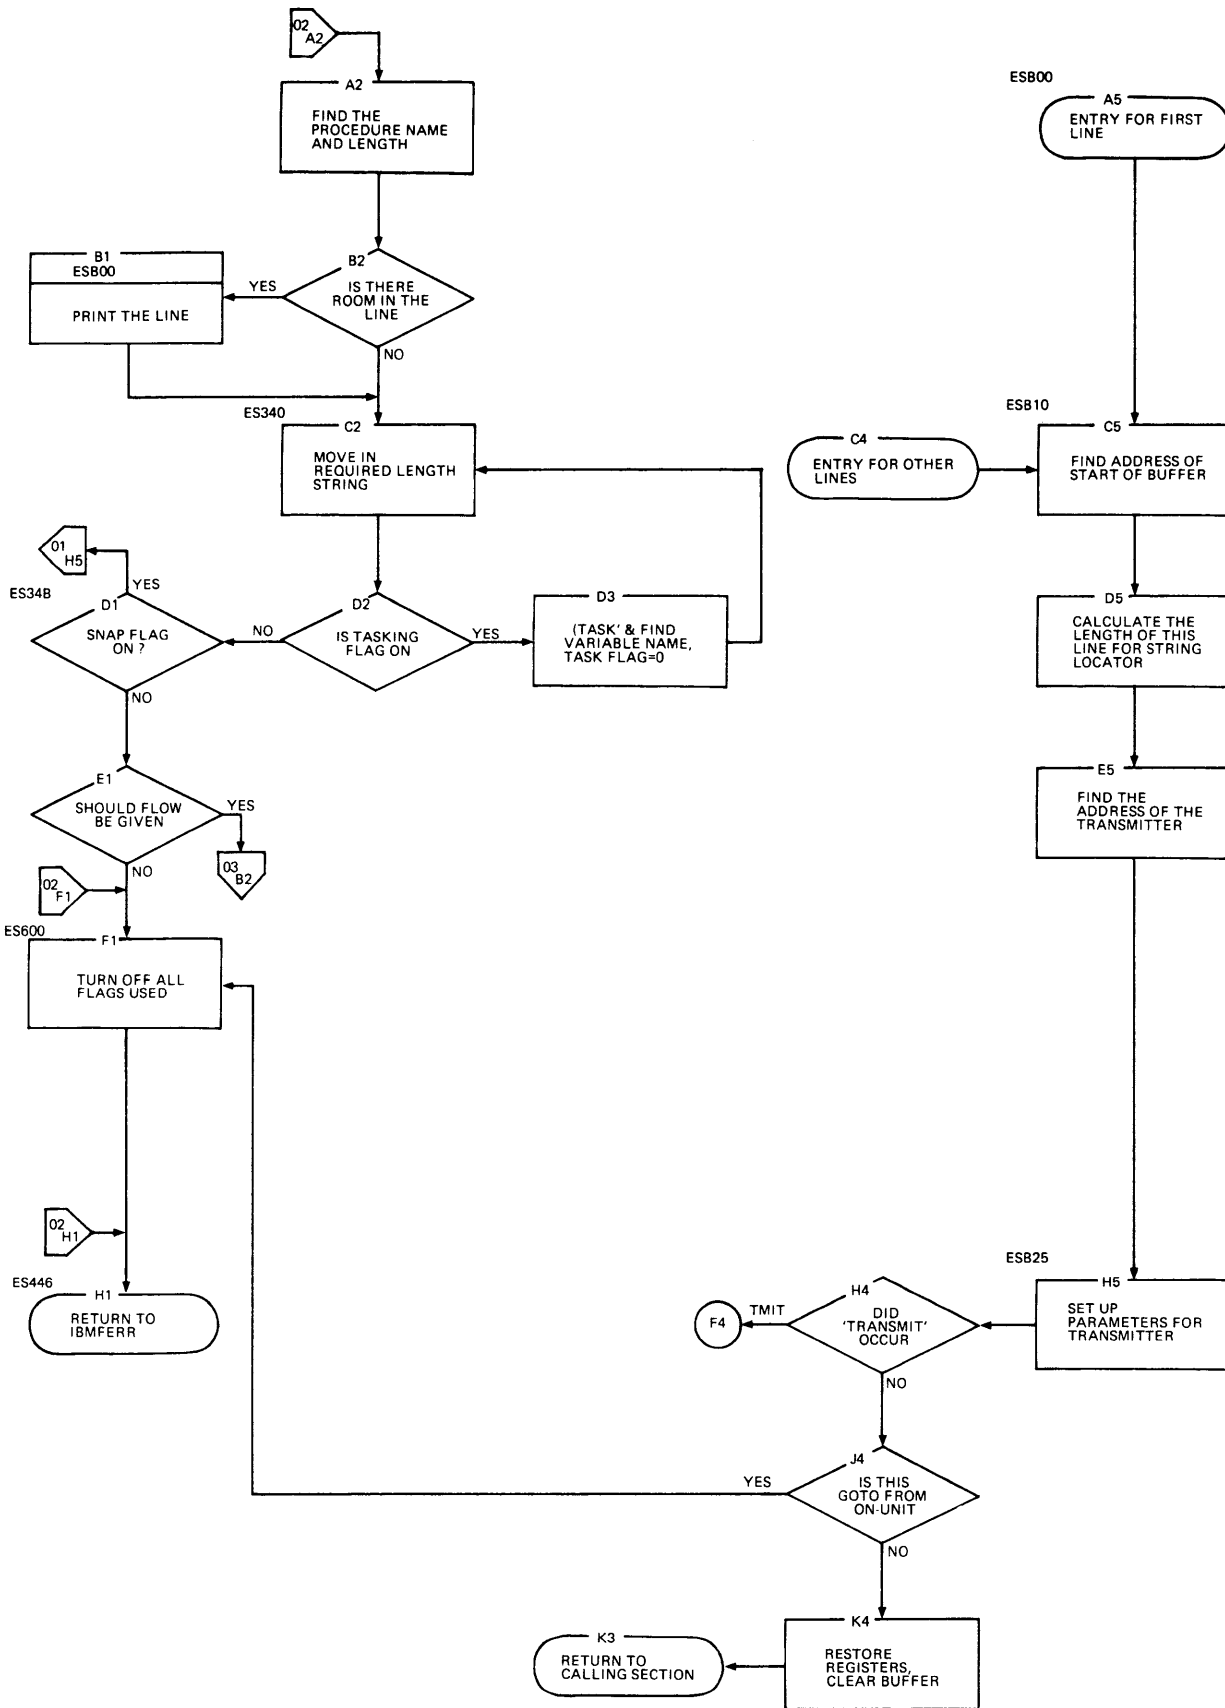 02
A2
A2
FIND THE
PROCEDURE NAME
AND LENGTH
B1
ESB00
PRINT THE LINE
YES
B2
IS THERE
ROOM IN THE
LINE
NO
ES340
C2
MOVE IN
REQUIRED LENGTH
STRING
01
H5
YES
ES34B
D1
SNAP FLAG
ON ?
NO
NO
D2
IS TASKING
FLAG ON
YES
D3
(TASK' & FIND
VARIABLE NAME,
TASK FLAG=0
E1
SHOULD FLOW
BE GIVEN
YES
03
B2
NO
02
F1
ES600
F1
TURN OFF ALL
FLAGS USED
02
H1
ES446
H1
RETURN TO
IBMFERR
ESB00
A5
ENTRY FOR FIRST
LINE
ESB10
C4
ENTRY FOR OTHER
LINES
C5
FIND ADDRESS OF
START OF BUFFER
D5
CALCULATE THE
LENGTH OF THIS
LINE FOR STRING
LOCATOR
E5
FIND THE
ADDRESS OF THE
TRANSMITTER
ESB25
H5
SET UP
PARAMETERS FOR
TRANSMITTER
H4
DID
'TRANSMIT'
OCCUR
TMIT
F4
NO
J4
IS THIS
GOTO FROM
ON-UNIT
YES
NO
K4
RESTORE
REGISTERS,
CLEAR BUFFER
K3
RETURN TO
CALLING SECTION